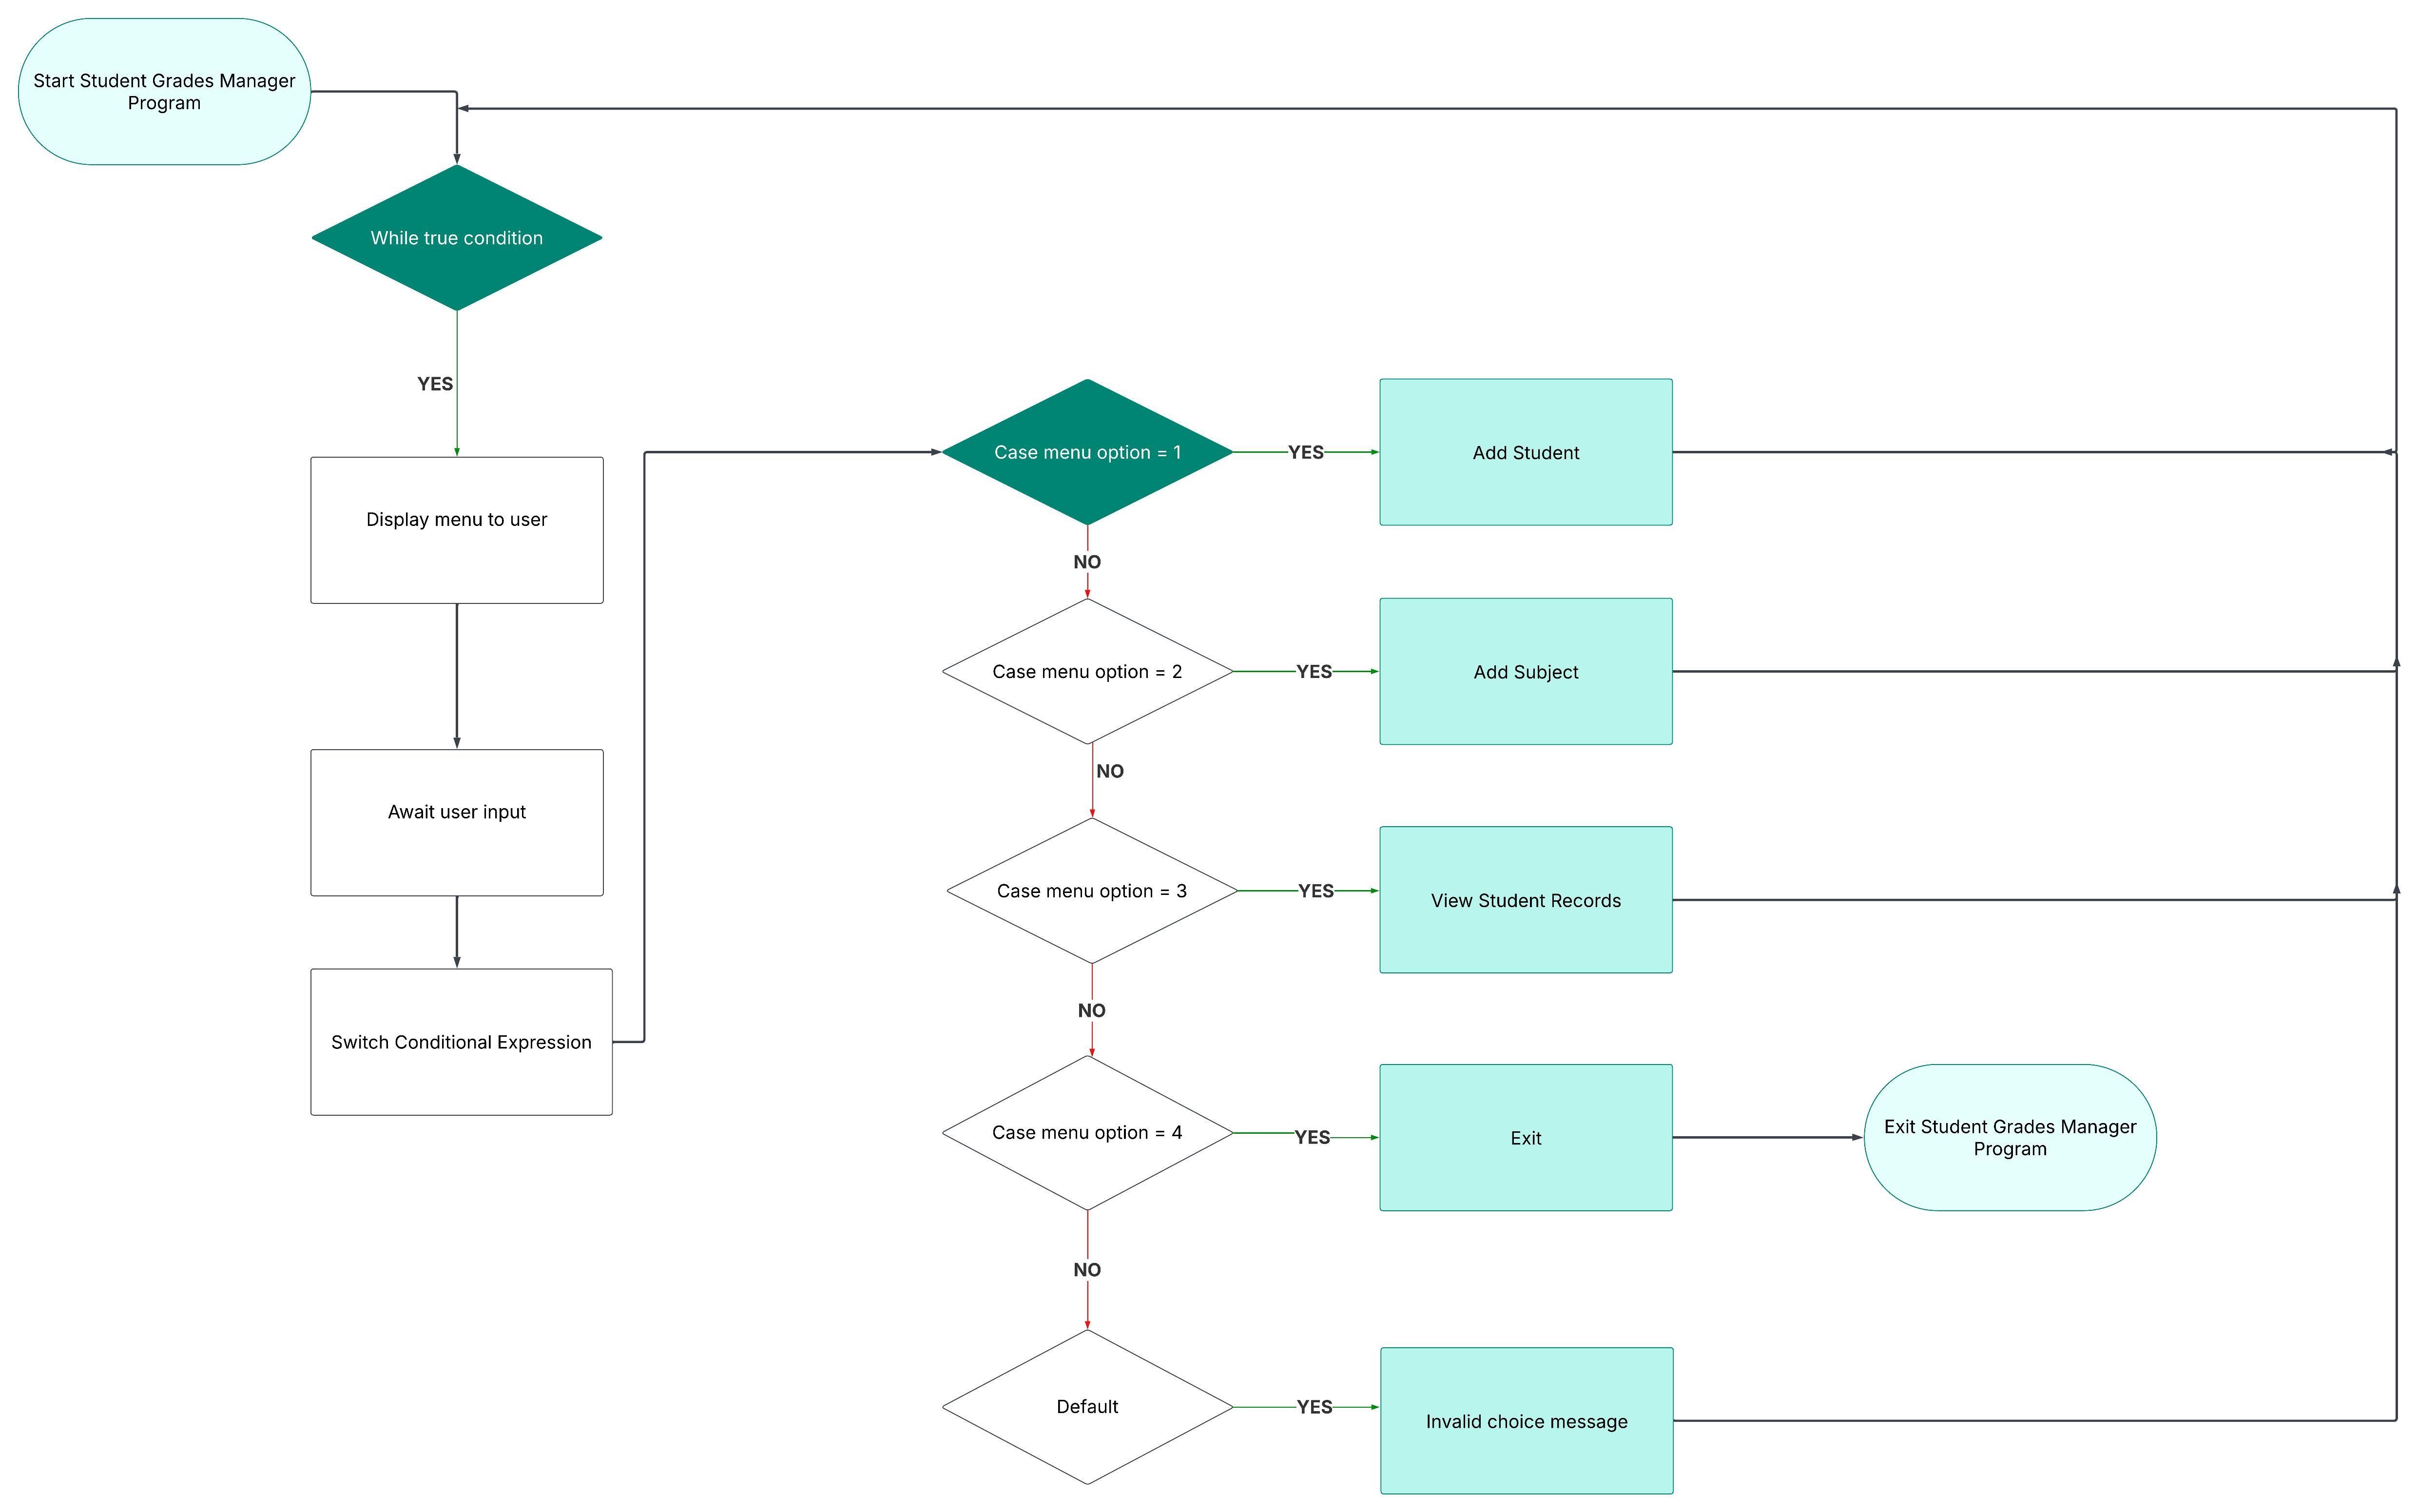 Start Student Grades Manager
Program
While true condition
YES
Display menu to user
Await user input
Switch Conditional Expression
Case menu option = 1
YES
Add Student
NO
Case menu option = 2
YES
Add Subject
NO
Case menu option = 3
YES
View Student Records
NO
Case menu option = 4
YES
Exit
Exit Student Grades Manager
Program
NO
Default
YES
Invalid choice message